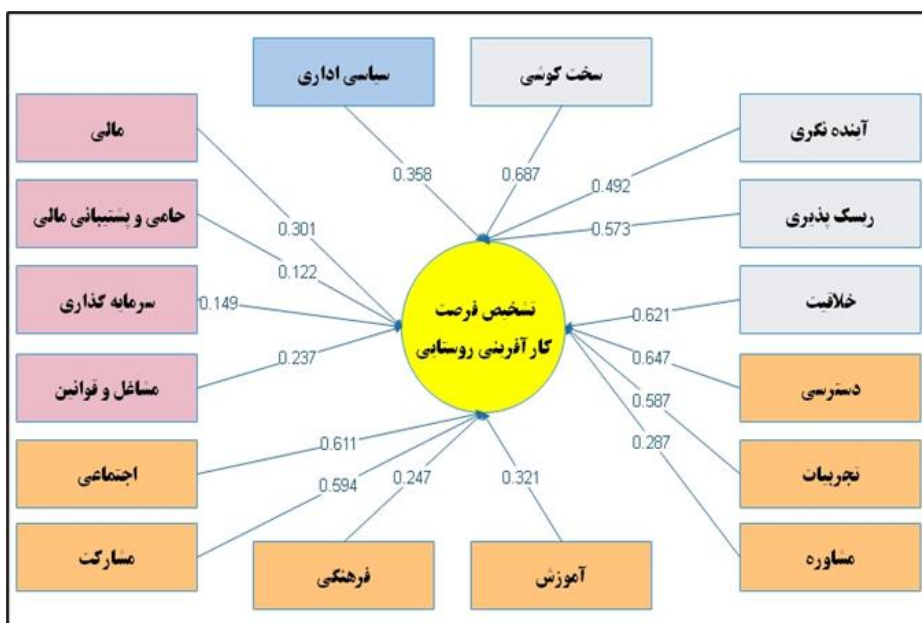 سیاسی اداری
سخت کوشی
مالی
آینده نگری
حامی و پشتیبانی مالی
ریسک پذیری
سرمایه گذاری
خلاقیت
مشاغل و قوانین
دسترسی
اجتماعی
تجربیات
مشارکت
فرهنگی
آموزش
مشاوره
تشخیص فرصت
کارآفرینی روستایی
0.358
0.687
0.492
0.573
0.301
0.122
0.149
0.237
0.621
0.647
0.587
0.287
0.611
0.594
0.247
0.321